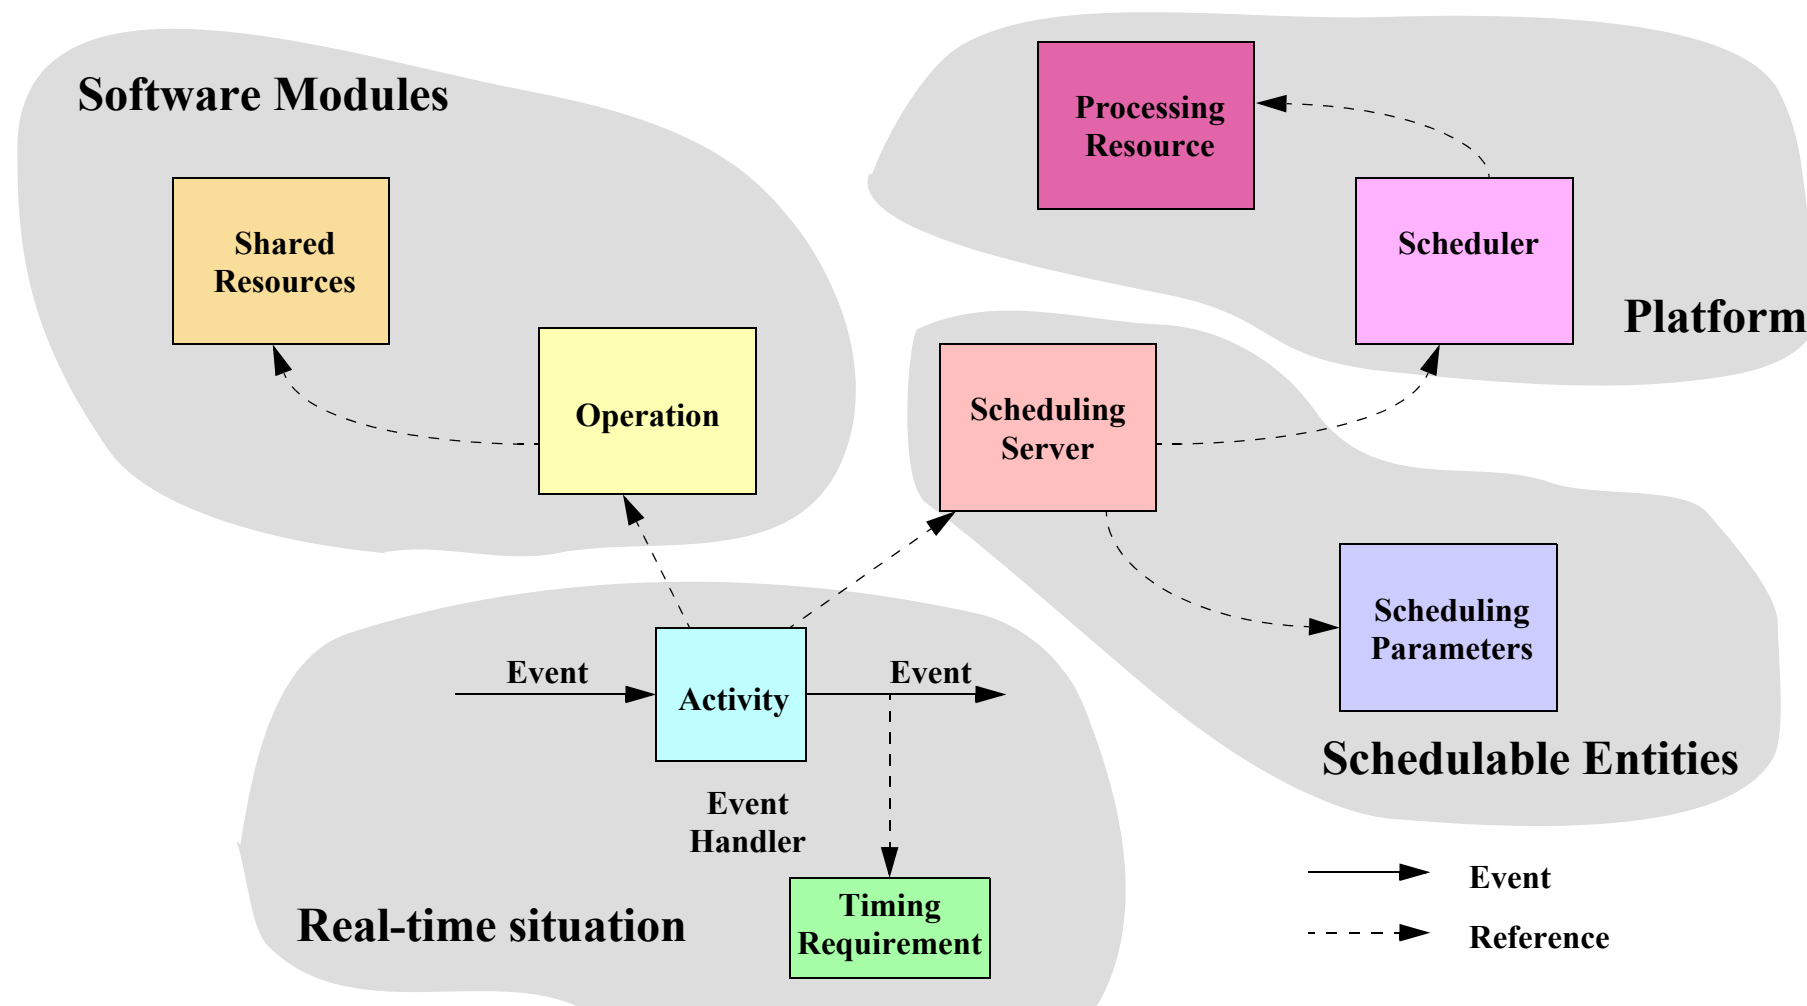 Software Modules
Processing
Resource
Shared
Resources
Scheduler
Platform
Operation
Scheduling
Server
Scheduling
Parameters
Event
Activity
Event
Event
Handler
Schedulable Entities
Timing
Requirement
Real-time situation
Event
Reference